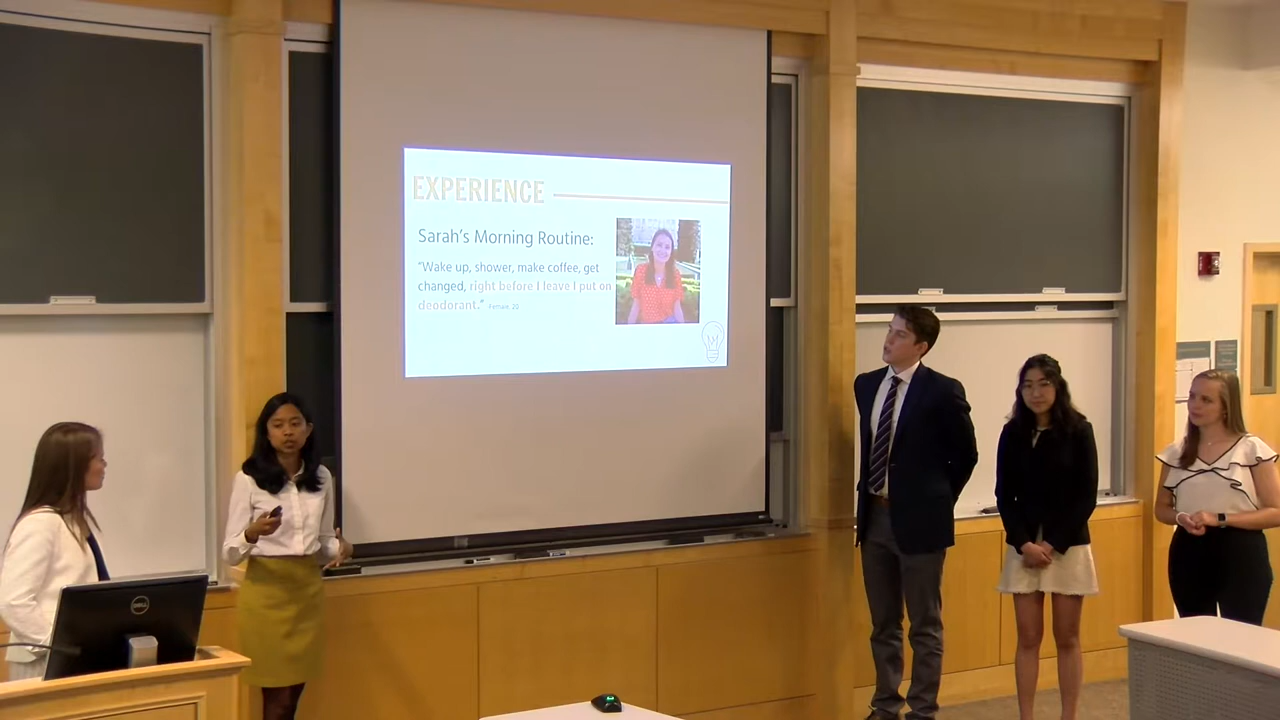 EXPERIENCE
Sarah's Morning Routine:
"Wake up, shower, make coffee, get
changed, right before I leave I put on
deodorant." Female, 20
DELL